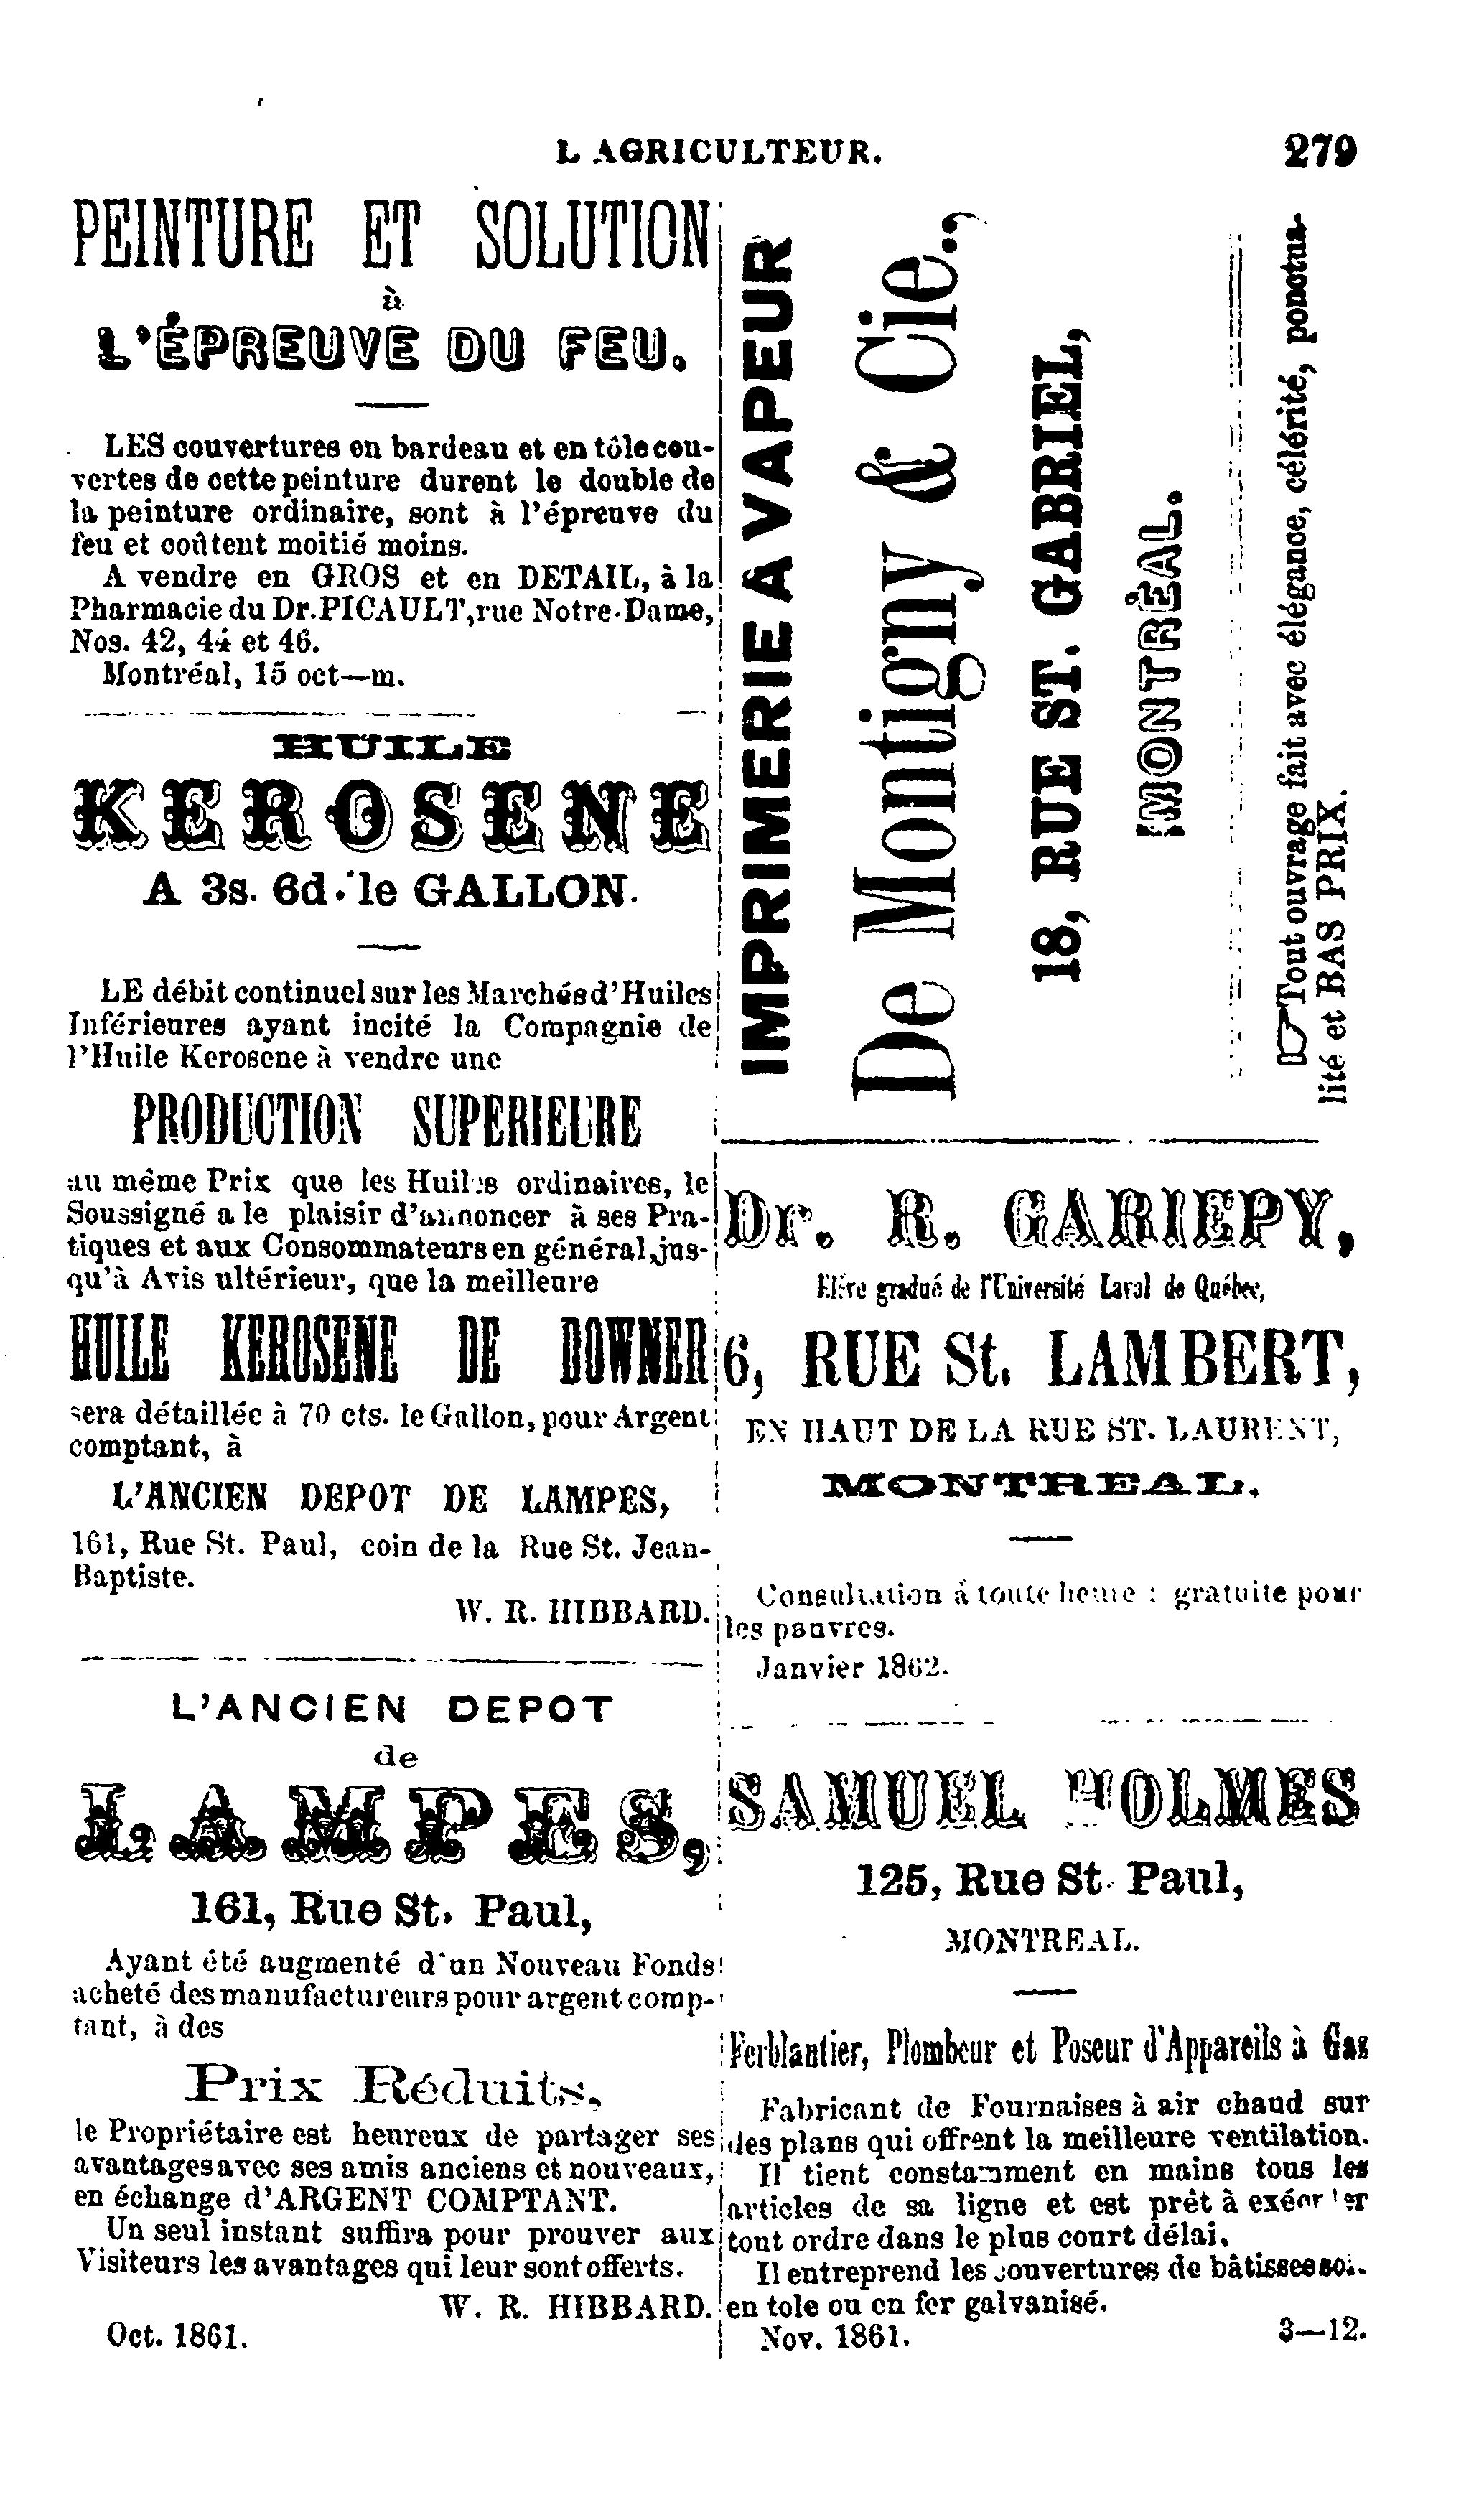 L AGRICULTEUR.
279
PEINTURE ET SOLUTION
à
L'ÉPREUVE DU FEU.
LES couvertures en bardeau et en tôle cou-
vertes de cette peinture durent le double de
la peinture ordinaire, sont à l'épreuve du
feu et coûtent moitié moins.
A vendre en GROS et en DETAIL, à la
Pharmacie du Dr. PICAULT, rue Notre-Dame,
Nos. 42, 44 et 46.
Montréal, 15 oct—m.
HUILE
KEROSENE
A 3s. 6d. le GALLON.
LE débit continuel sur les Marchés d'Huiles
Inférieures ayant incité la Compagnie de
l'Huile Kerosene à vendre une
PRODUCTION SUPERIEURE
au même Prix que les Huiles ordinaires, le
Soussigné a le plaisir d'annoncer à ses Pra-
tiques et aux Consommateurs en général, jus-
qu'à Avis ultérieur, que la meilleure
HUILE KEROSENE DE DOWNER
sera détaillée à 70 cts. le Gallon, pour Argent
comptant, à
L'ANCIEN DEPOT DE LAMPES,
161, Rue St. Paul, coin de la Rue St. Jean-
Baptiste.
W. R. HIBBARD.
L'ANCIEN DEPOT
de
LAMPES,
161, Rue St. Paul,
Ayant été augmenté d'un Nouveau Fonds
acheté des manufactureurs pour argent comp-
tant, à des
Prix Réduits,
le Propriétaire est heureux de partager ses
avantages avec ses amis anciens et nouveaux,
en échange d'ARGENT COMPTANT.
Un seul instant suffira pour prouver aux
Visiteurs les avantages qui leur sont offerts.
W. R. HIBBARD.
Oct. 1861.
IMPRIMERIE A VAPEUR
De Montigny & Cie.,
18, RUE ST. GABRIEL,
MONTRÉAL.
☞Tout ouvrage fait avec élégance, célérité, ponctua-
lité et BAS PRIX.
Dr. R. GARIEPY,
Elève gradué de l'Université Laval de Québec,
6, RUE St. LAMBERT,
EN HAUT DE LA RUE ST. LAURENT,
MONTREAL.
Consultation à toute heure : gratuite pour
les pauvres.
Janvier 1862.
SAMUEL HOLMES
125, Rue St. Paul,
MONTREAL.
Ferblantier, Plombeur et Poseur d'Appareils à Gas
Fabricant de Fournaises à air chaud sur
des plans qui offrent la meilleure ventilation.
Il tient constamment en mains tous les
articles de sa ligne et est prêt à exécuter
tout ordre dans le plus court délai.
Il entreprend les couvertures de bâtisses soi.
en tole ou en fer galvanisé.
Nov. 1861.
3—12.